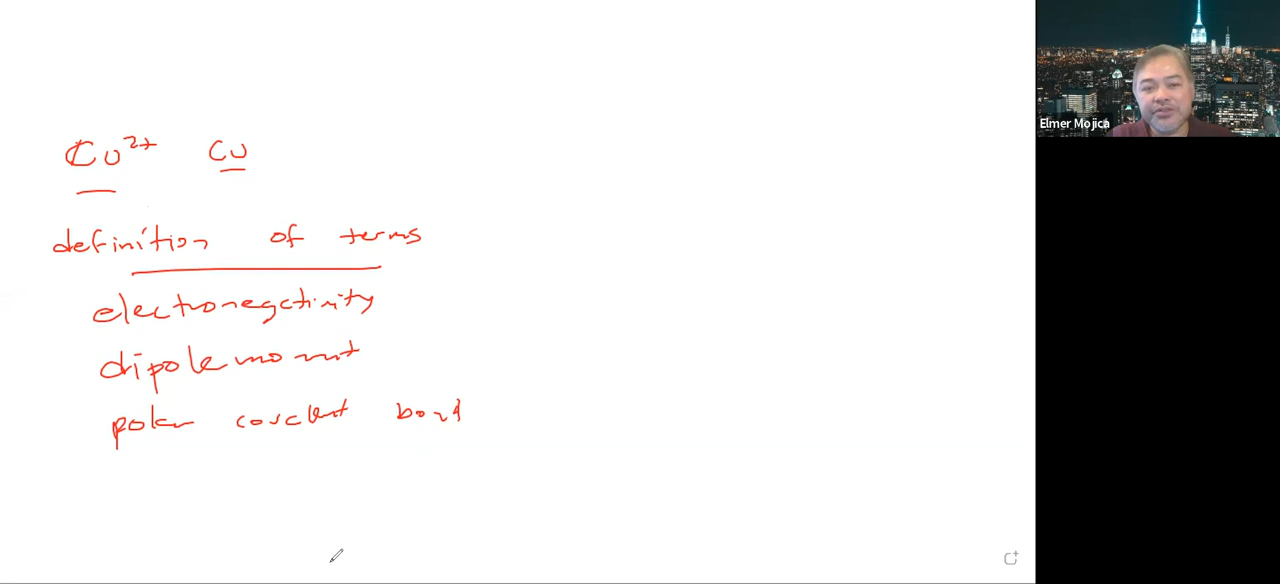 Cu²⁺ Cu
definition of terms
electronegativity
dipole moment
polar covalent bond
Elmer Mojica